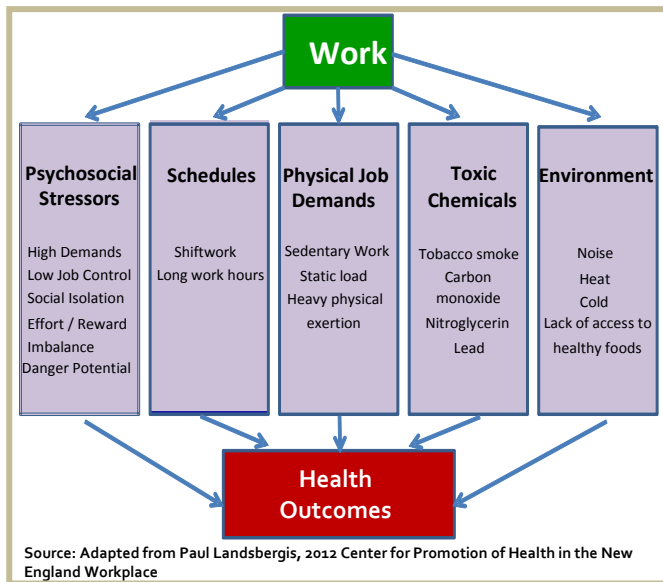 Work
Psychosocial
Stressors
High Demands
Low Job Control
Social Isolation
Effort / Reward
Imbalance
Danger Potential
Schedules
Shiftwork
Long work hours
Physical Job
Demands
Sedentary Work
Static load
Heavy physical
exertion
Toxic
Chemicals
Tobacco smoke
Carbon
monoxide
Nitroglycerin
Lead
Environment
Noise
Heat
Cold
Lack of access to
healthy foods
Health
Outcomes
Source: Adapted from Paul Landsbergis, 2012 Center for Promotion of Health in the New
England Workplace